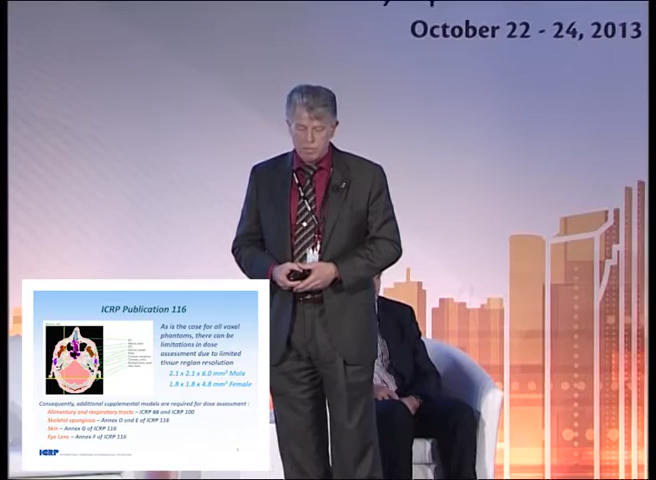 October 22 - 24, 2013
ICRP Publication 116
As is the case for all voxel
phantoms, there can be
limitations in dose
assessment due to limited
tissue region resolution
2.1 x 2.1 x 8.0 mm³ Male
1.8 x 1.8 x 4.8 mm³ Female
Consequently, additional supplemental models are required for dose assessment :
Alimentary and respiratory tracts – ICRP 66 and ICRP 100
Skeletal spongiosa – Annex D and E of ICRP 116
Skin – Annex G of ICRP 116
Eye Lens – Annex F of ICRP 116
ICRP